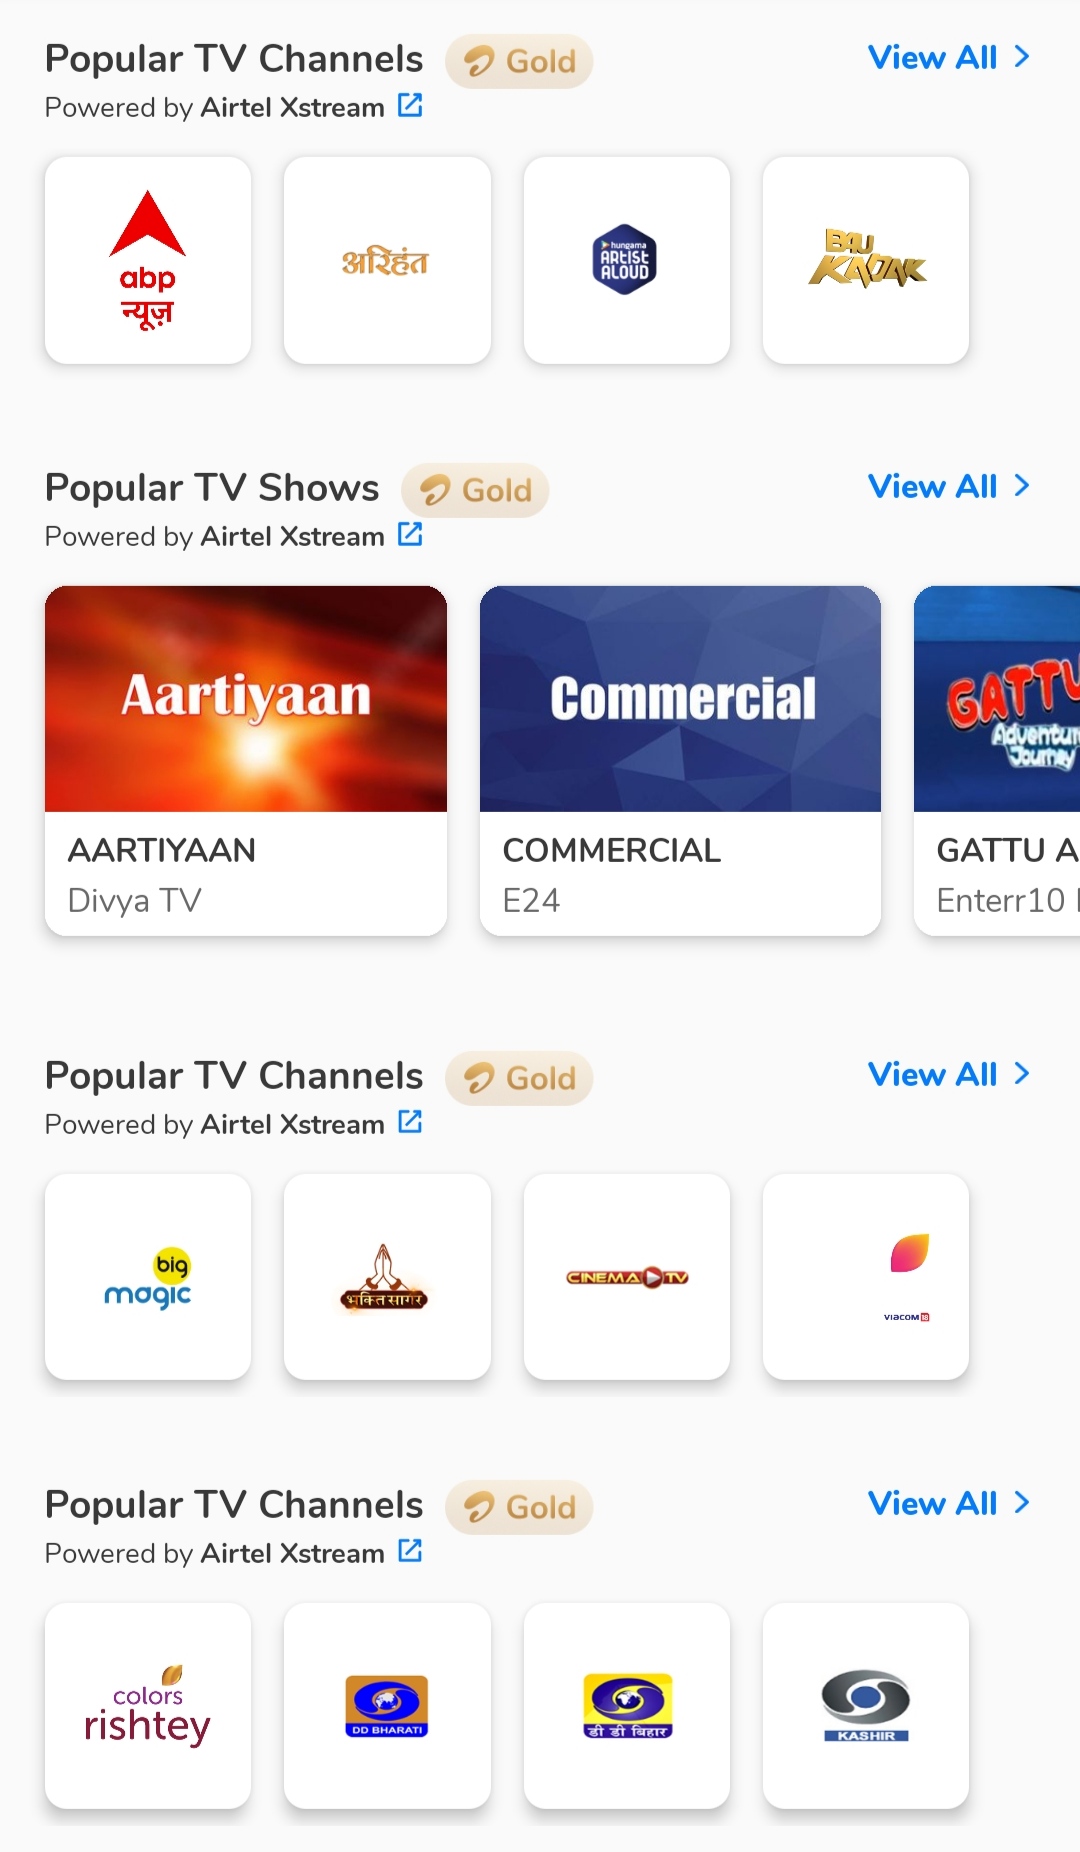 Popular TV Channels Gold View All
Powered by Airtel Xstream
abp
न्यूज़
अरिहंत
hungama
ARTIST
ALOUD
B4U
KADAK
Popular TV Shows Gold View All
Powered by Airtel Xstream
Aartiyaan
AARTIYAAN
Divya TV
Commercial
COMMERCIAL
E24
GATTU
Adventur
Journey
GATTU A
Enterr10
Popular TV Channels Gold View All
Powered by Airtel Xstream
big
magic
भक्ति सागर
CINEMA TV
VIACOM18
Popular TV Channels Gold View All
Powered by Airtel Xstream
colors
rishtey
DD BHARATI
डी डी बिहार
KASHIR